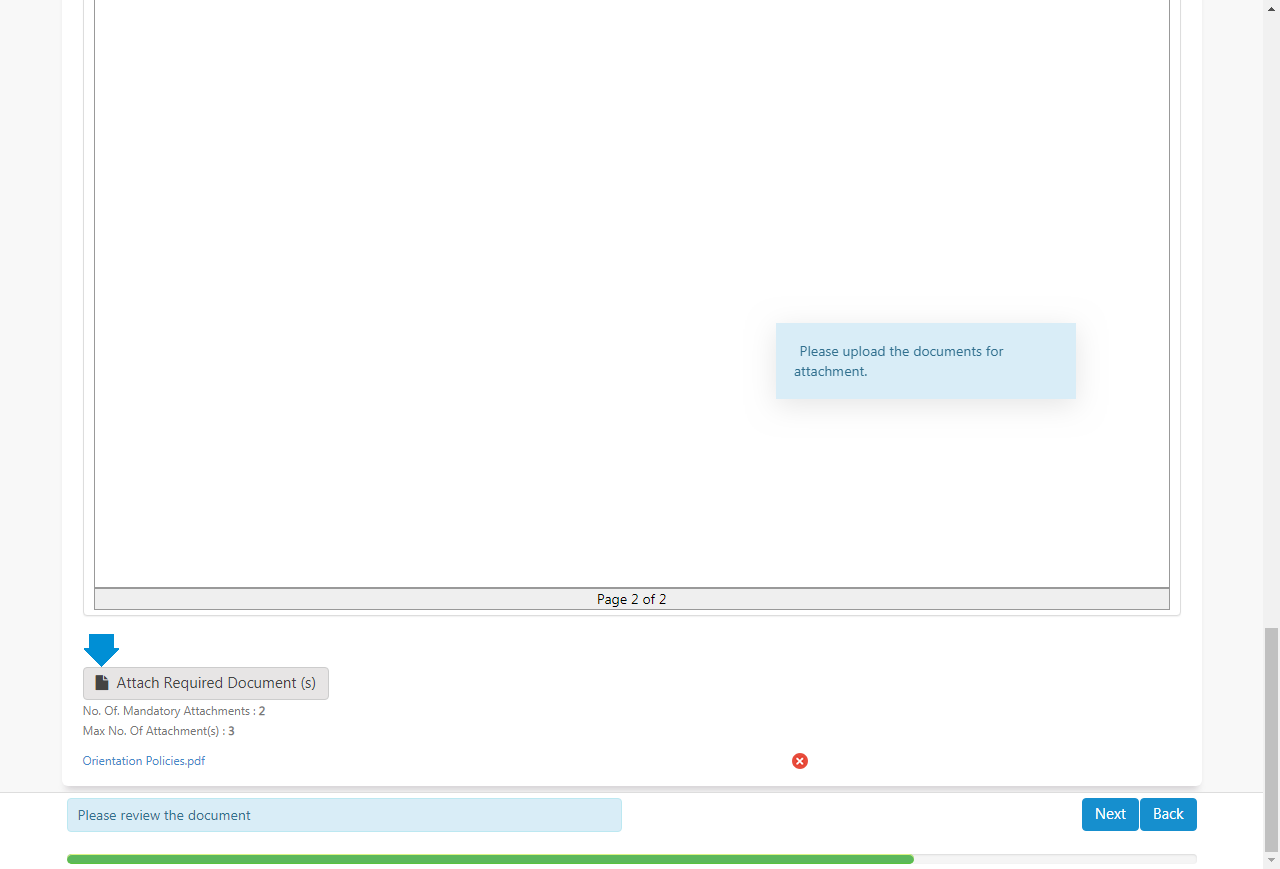 Please upload the documents for
attachment.
Page 2 of 2
Attach Required Document (s)
No. Of. Mandatory Attachments : 2
Max No. Of Attachment(s) : 3
Orientation Policies.pdf
Please review the document
Next
Back